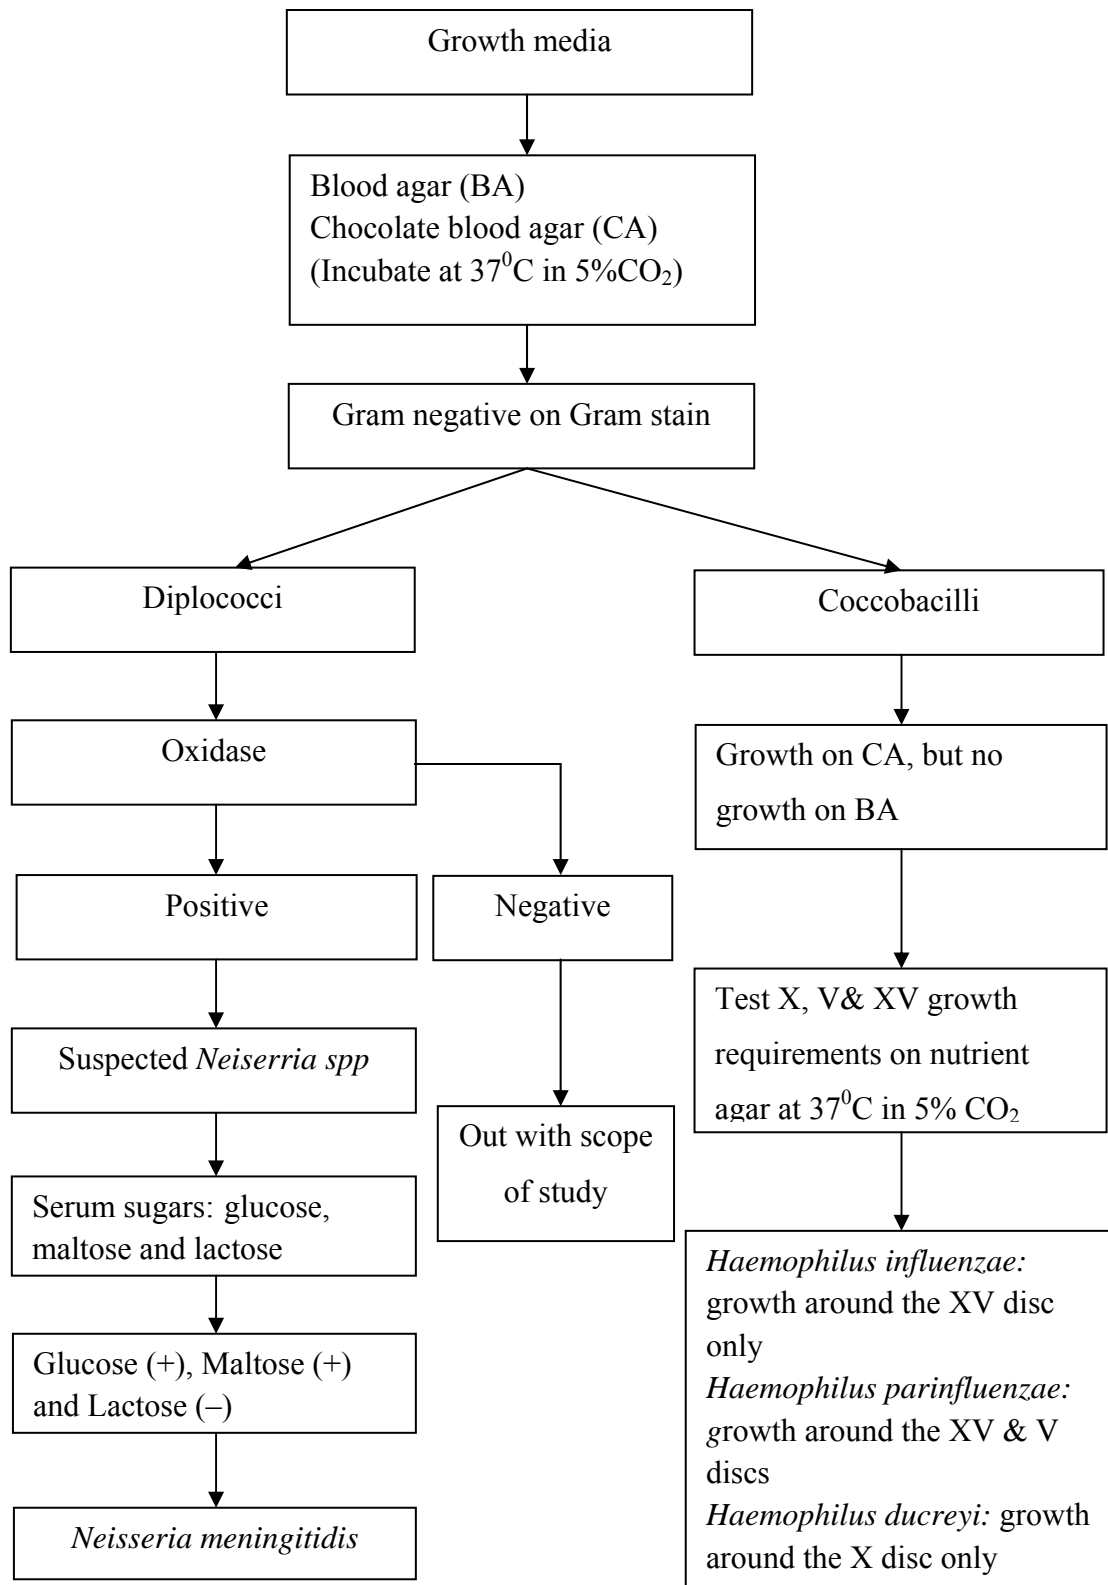 Growth media
Blood agar (BA)
Chocolate blood agar (CA)
(Incubate at 37⁰C in 5%CO₂)
Gram negative on Gram stain
Diplococci
Coccobacilli
Oxidase
Growth on CA, but no
growth on BA
Positive
Negative
Suspected Neiserria spp
Test X, V& XV growth
requirements on nutrient
agar at 37⁰C in 5% CO₂
Out with scope
of study
Serum sugars: glucose,
maltose and lactose
Glucose (+), Maltose (+)
and Lactose (–)
Neisseria meningitidis
Haemophilus influenzae:
growth around the XV disc
only
Haemophilus parinfluenzae:
growth around the XV & V
discs
Haemophilus ducreyi: growth
around the X disc only